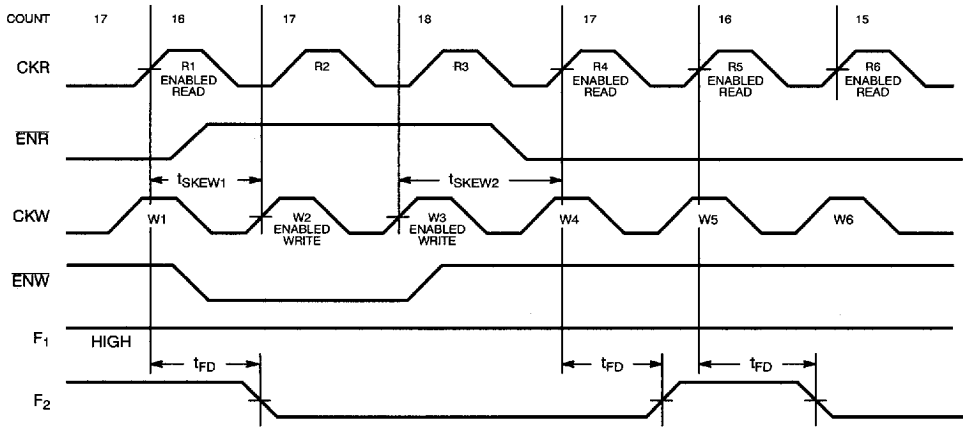 COUNT 17 16 17 18 17 16 15
CKR
R1 ENABLED READ
R2
R3
R4 ENABLED READ
R5 ENABLED READ
R6 ENABLED READ
ENR
tSKEW1
tSKEW2
CKW
W1
W2 ENABLED WRITE
W3 ENABLED WRITE
W4
W5
W6
ENW
F1 HIGH
tFD
tFD
tFD
F2